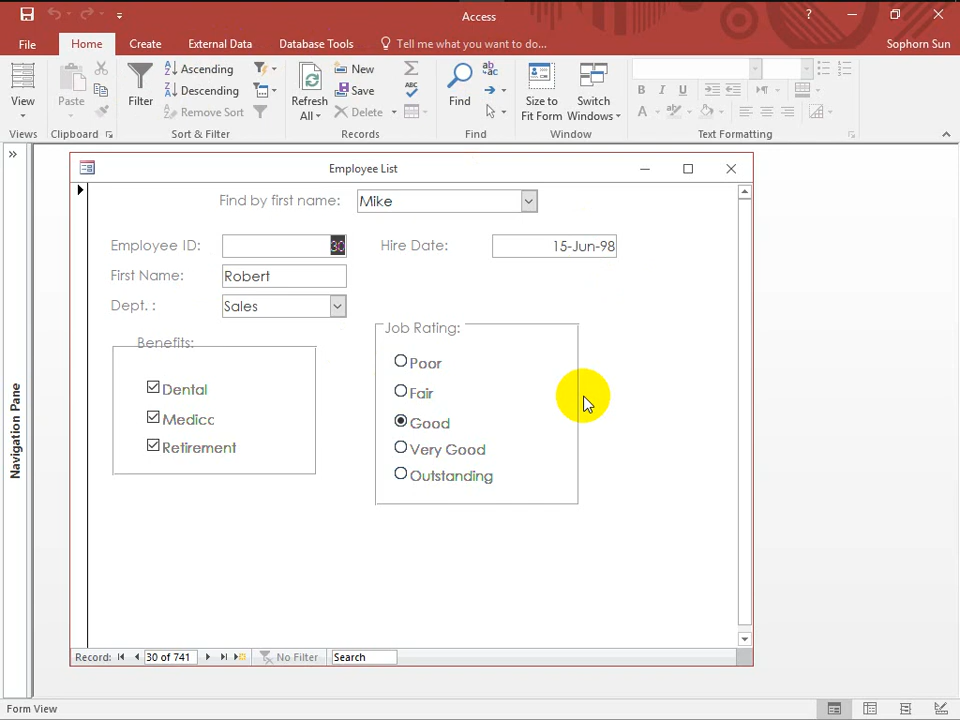 Access
?
File Home Create External Data Database Tools Tell me what you want to do... Sophorn Sun
View Paste Filter Ascending Descending Remove Sort Refresh All New Save Delete Find Size to Fit Form Switch Windows B I U A
Views Clipboard Sort & Filter Records Find Window Text Formatting
Navigation Pane
Employee List
Find by first name: Mike
Employee ID: 30 Hire Date: 15-Jun-98
First Name: Robert
Dept. : Sales
Benefits: Job Rating:
Poor
Dental Fair
Medicc Good
Retirement Very Good
Outstanding
Record: 30 of 741 No Filter Search
Form View